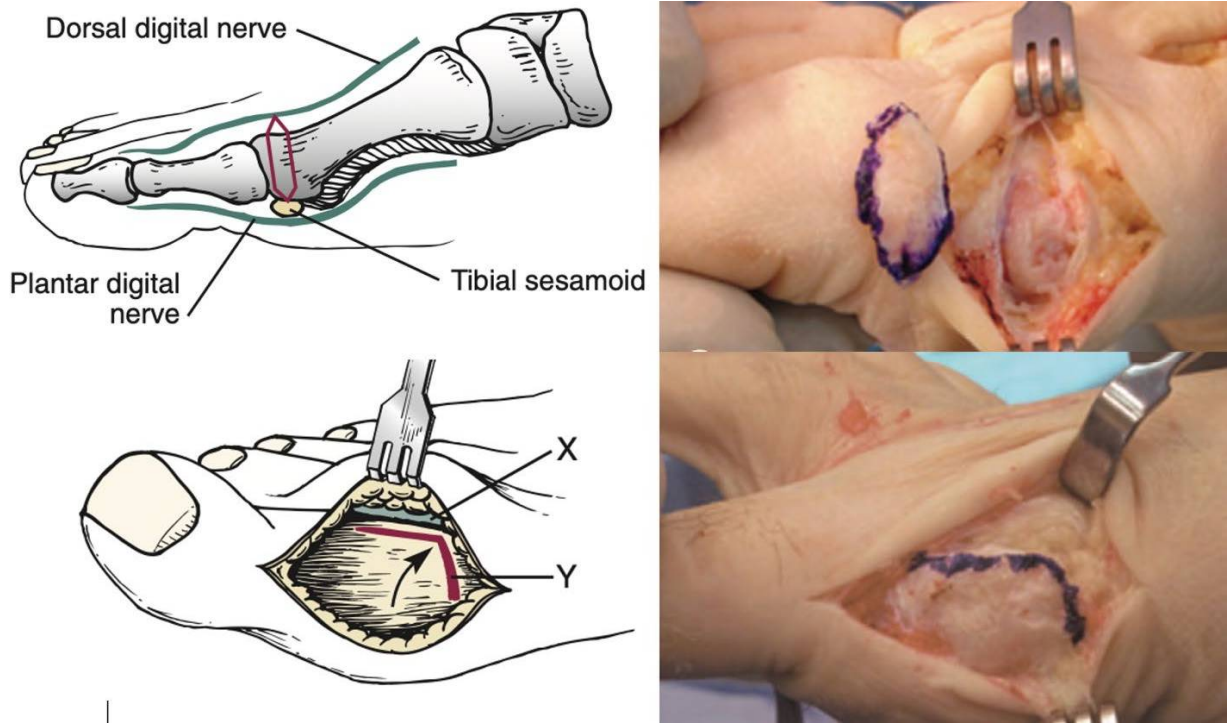 Dorsal digital nerve
Plantar digital
nerve
Tibial sesamoid
X
Y